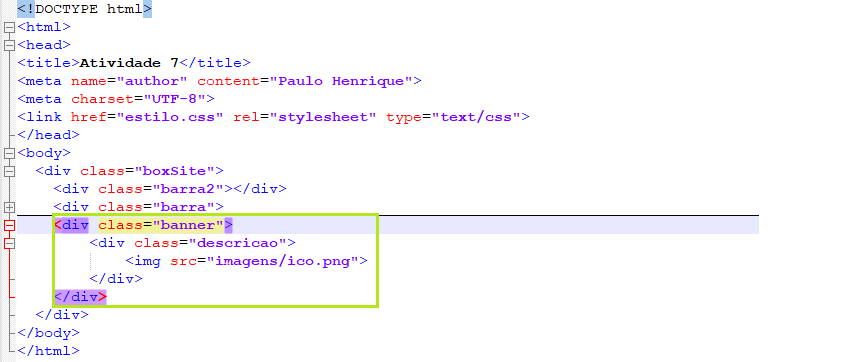 <!DOCTYPE html>
<html>
<head>
<title>Atividade 7</title>
<meta name="author" content="Paulo Henrique">
<meta charset="UTF-8">
<link href="estilo.css" rel="stylesheet" type="text/css">
</head>
<body>
<div class="boxSite">
<div class="barra2"></div>
<div class="barra">
<div class="banner">
<div class="descricao">
<img src="imagens/ico.png">
</div>
</div>
</div>
</body>
</html>